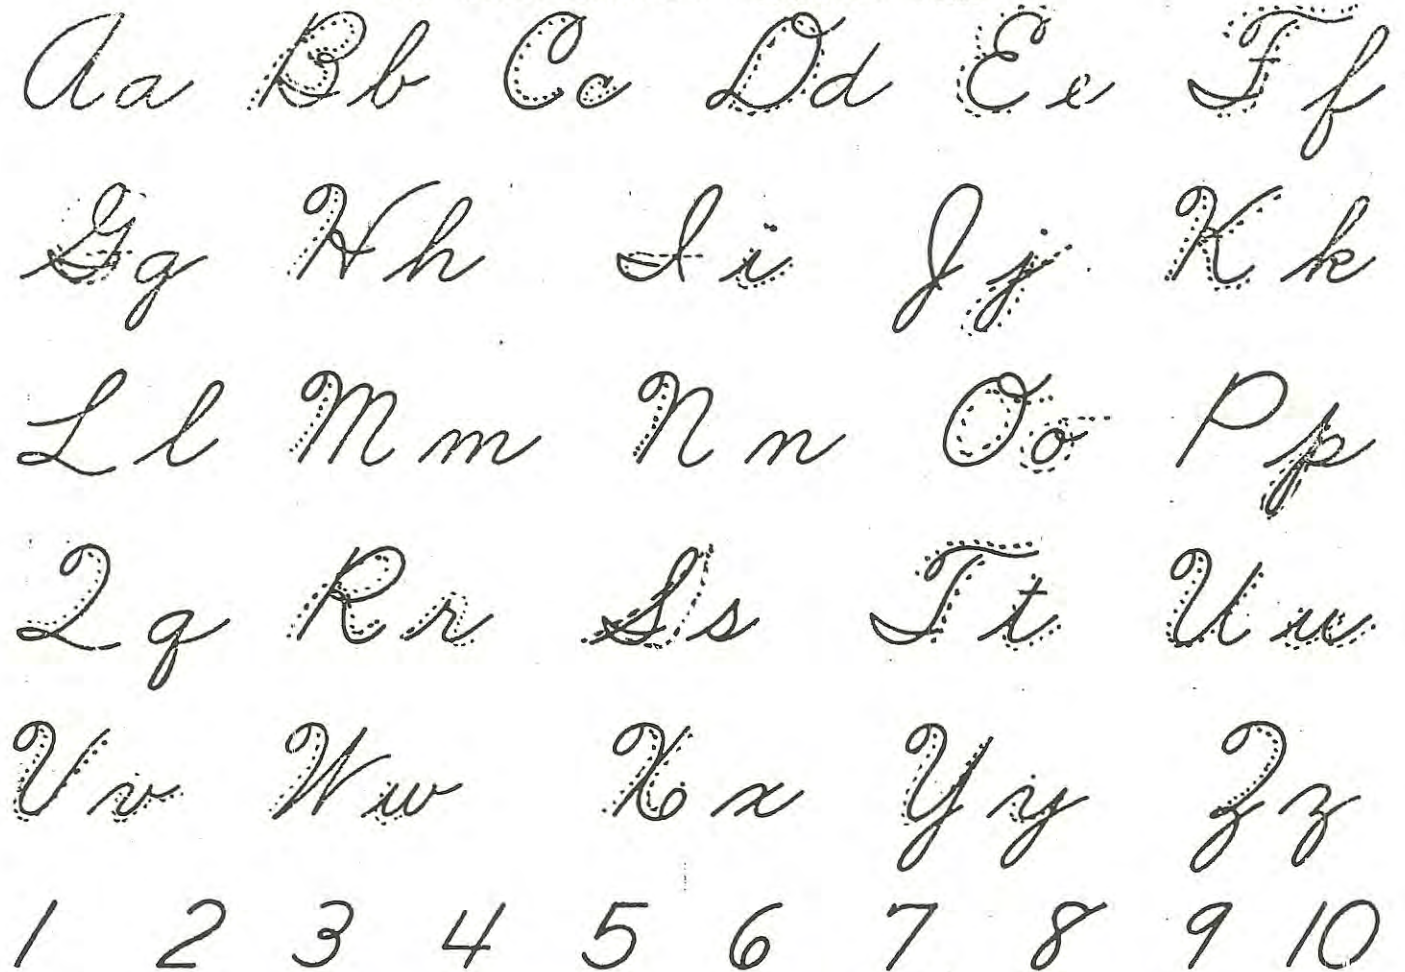 Aa Bb Cc Dd Ee Ff
Gg Hh Ii Jj Kk
Ll Mm Nn Oo Pp
Qq Rr Ss Tt Uu
Vv Ww Xx Yy Zz
1 2 3 4 5 6 7 8 9 10